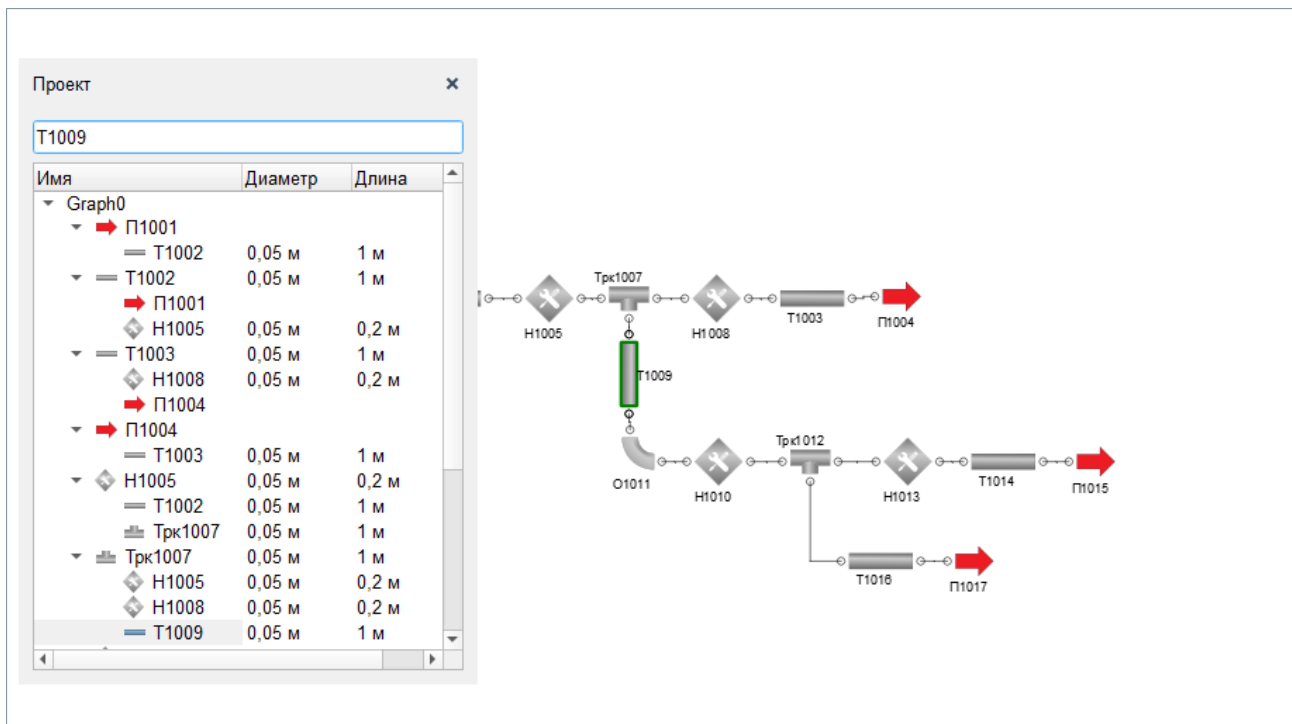 Проект
T1009
Имя Диаметр Длина
Graph0
П1001
Т1002 0,05 м 1 м
Т1002 0,05 м 1 м
П1001
Н1005 0,05 м 0,2 м
Т1003 0,05 м 1 м
Н1008 0,05 м 0,2 м
П1004
П1004
Т1003 0,05 м 1 м
Н1005 0,05 м 0,2 м
Т1002 0,05 м 1 м
Трк1007 0,05 м 1 м
Трк1007 0,05 м 1 м
Н1005 0,05 м 0,2 м
Н1008 0,05 м 0,2 м
Т1009 0,05 м 1 м
Трк1007
Н1005
Н1008
Т1003
П1004
Т1009
Трк1012
О1011
Н1010
Н1013
Т1014
П1015
Т1016
П1017